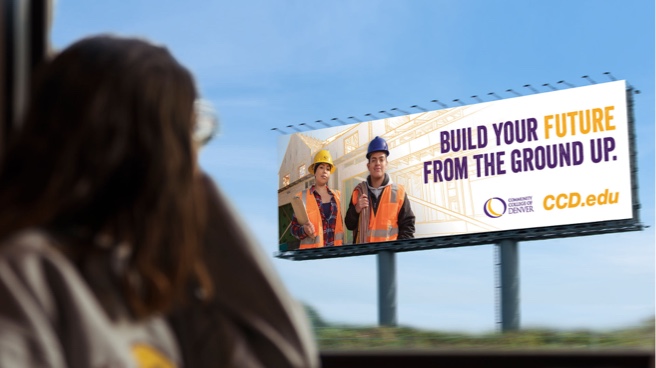 BUILD YOUR FUTURE
FROM THE GROUND UP.
COMMUNITY
COLLEGE OF
DENVER
CCD.edu